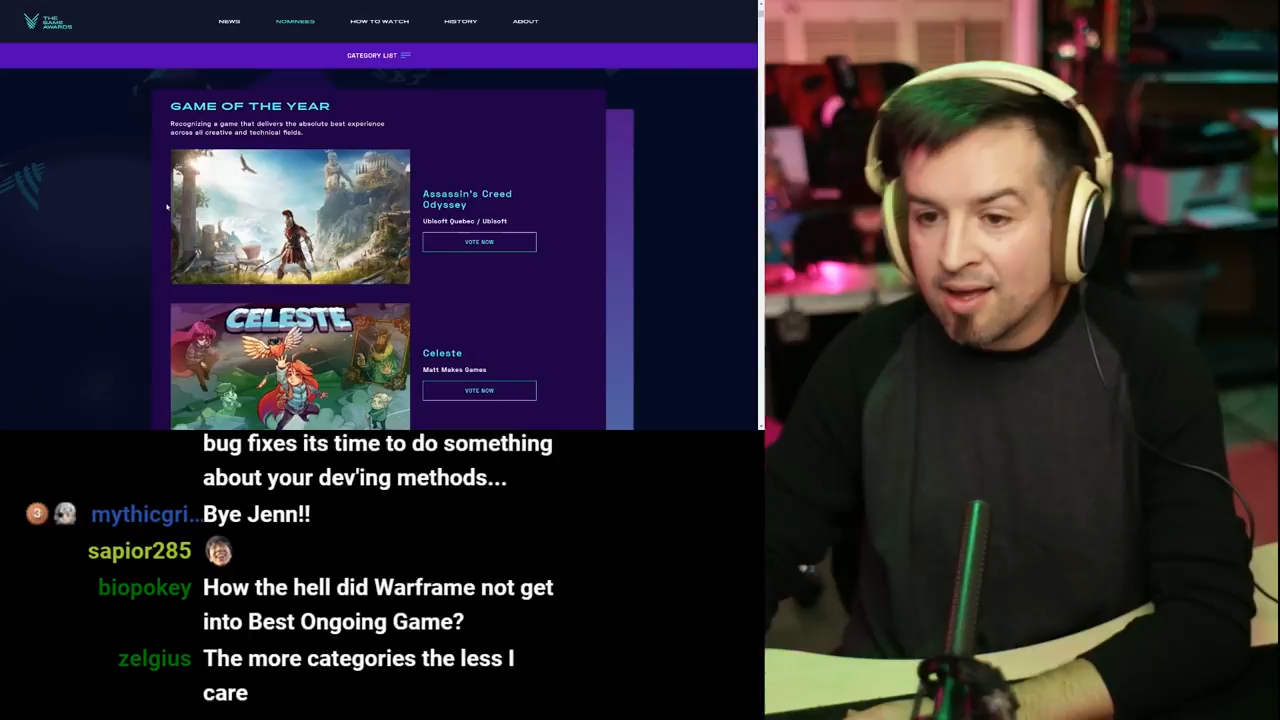 THE
GAME
AWARDS
NEWS
NOMINEES
HOW TO WATCH
HISTORY
ABOUT
CATEGORY LIST
GAME OF THE YEAR
Recognizing a game that delivers the absolute best experience
across all creative and technical fields.
Assassin's Creed
Odyssey
Ubisoft Quebec / Ubisoft
VOTE NOW
CELESTE
Celeste
Matt Makes Games
VOTE NOW
bug fixes its time to do something
about your dev'ing methods...
3 mythicgri... Bye Jenn!!
sapior285
biopokey How the hell did Warframe not get
into Best Ongoing Game?
zelgius The more categories the less I
care